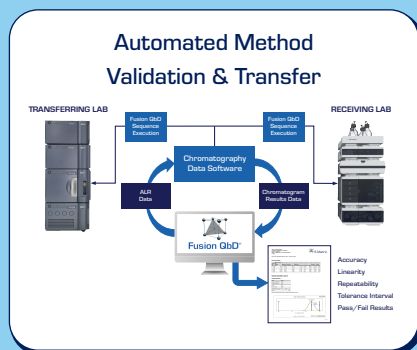 Automated Method
Validation & Transfer
TRANSFERRING LAB
Fusion QbD
Sequence
Execution
Fusion QbD
Sequence
Execution
RECEIVING LAB
Chromatography
Data Software
ALR
Data
Chromatogram
Results Data
Fusion QbD®
Accuracy
Linearity
Repeatability
Tolerance Interval
Pass/Fail Results